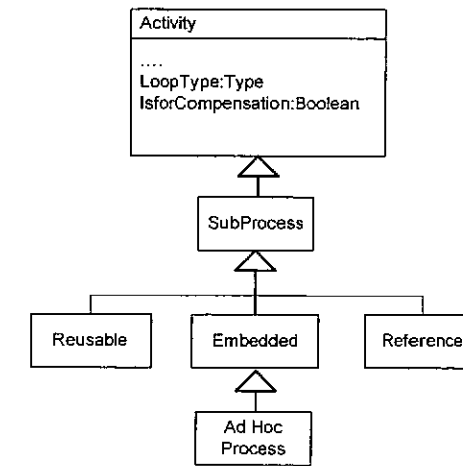 Activity
....
LoopType:Type
IsforCompensation:Boolean
SubProcess
Reusable
Embedded
Reference
Ad Hoc
Process